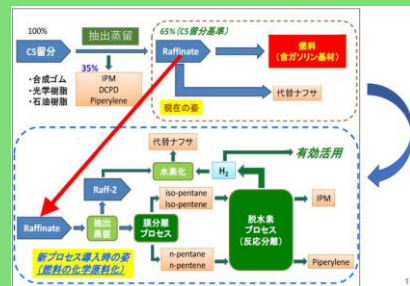 100%
C5留分
抽出蒸留
65%(C5留分基準)
Raffinate
燃料
(含ガソリン基材)
35%
・合成ゴム
・光学樹脂
・石油樹脂
IPM
DCPD
Piperylene
現在の姿
代替ナフサ
代替ナフサ
有効活用
Raff-2
水素化
H2
Raffinate
抽出
蒸留
膜分離
プロセス
iso-pentane
Iso-pentene
n-pentane
n-pentene
脱水素
プロセス
(反応分離)
IPM
Piperylene
新プロセス導入時の姿
(燃料の化学原料化)